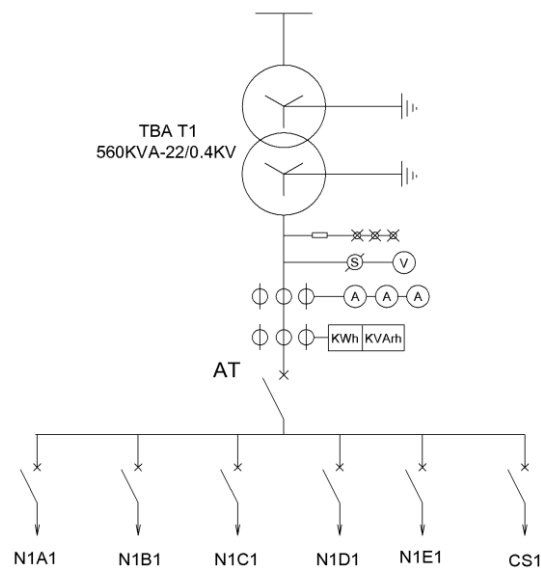 TBA T1
560KVA-22/0.4KV
S V
A A A
KWh KVArh
AT
N1A1 N1B1 N1C1 N1D1 N1E1 CS1